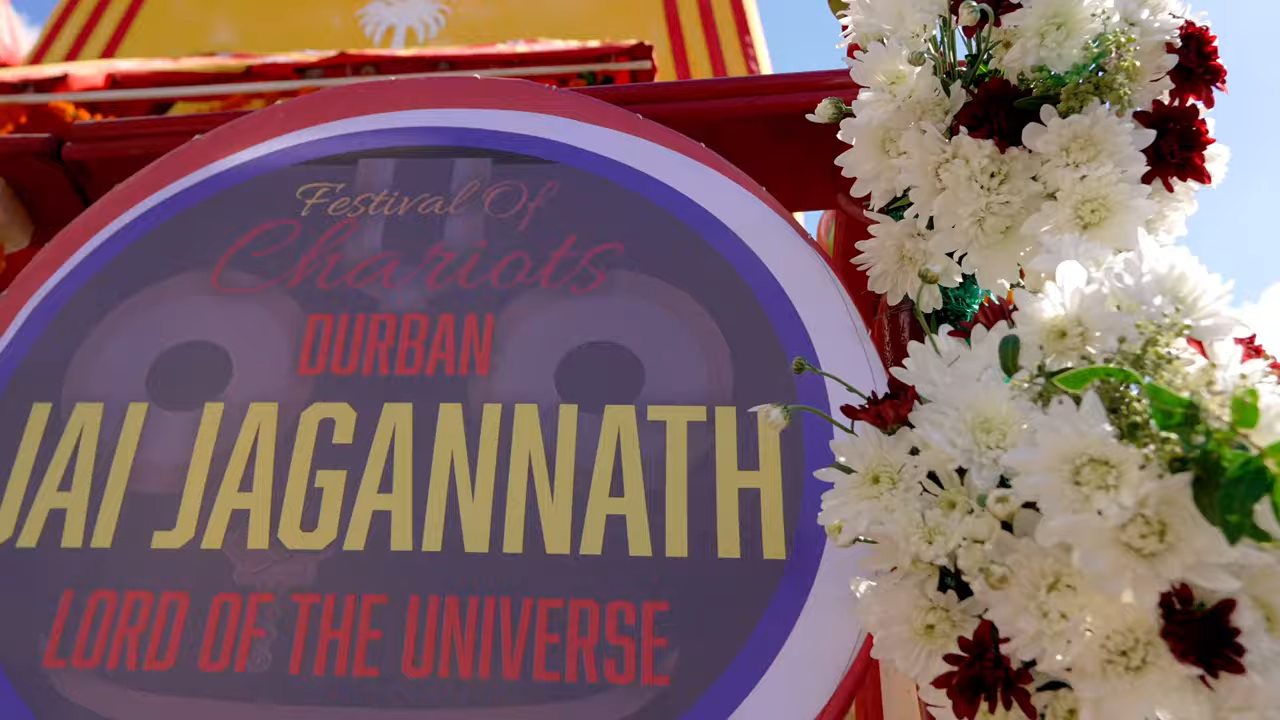 Festival Of
Chariots
DURBAN
JAI JAGANNATH
LORD OF THE UNIVERSE